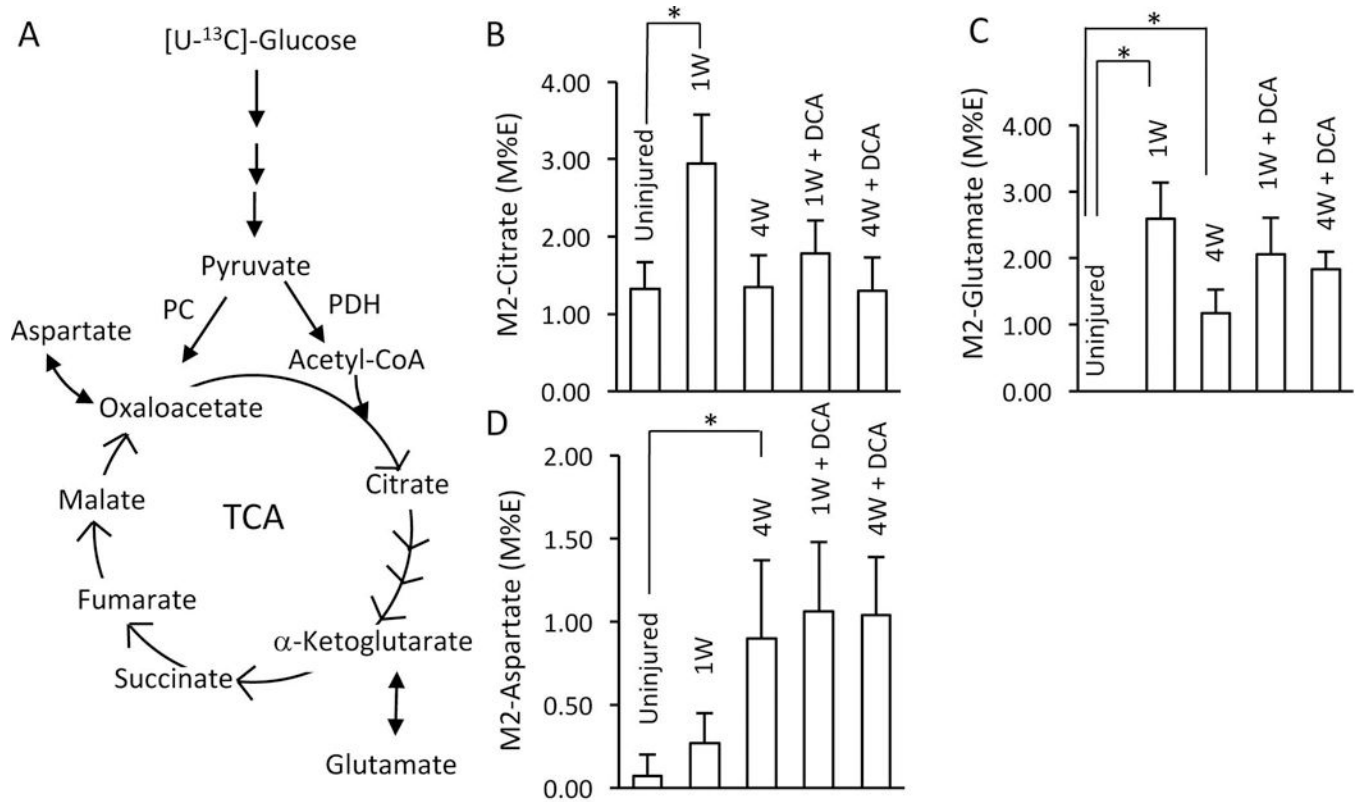 A
[U-¹³C]-Glucose
Pyruvate
PC
PDH
Aspartate
Acetyl-CoA
Oxaloacetate
Citrate
Malate
TCA
Fumarate
α-Ketoglutarate
Succinate
Glutamate
B
*
M2-Citrate (M%E)
4.00
3.00
2.00
1.00
0.00
Uninjured
1W
4W
1W + DCA
4W + DCA
C
*
*
M2-Glutamate (M%E)
4.00
3.00
2.00
1.00
0.00
Uninjured
1W
4W
1W + DCA
4W + DCA
D
*
M2-Aspartate (M%E)
2.00
1.50
1.00
0.50
0.00
Uninjured
1W
4W
1W + DCA
4W + DCA